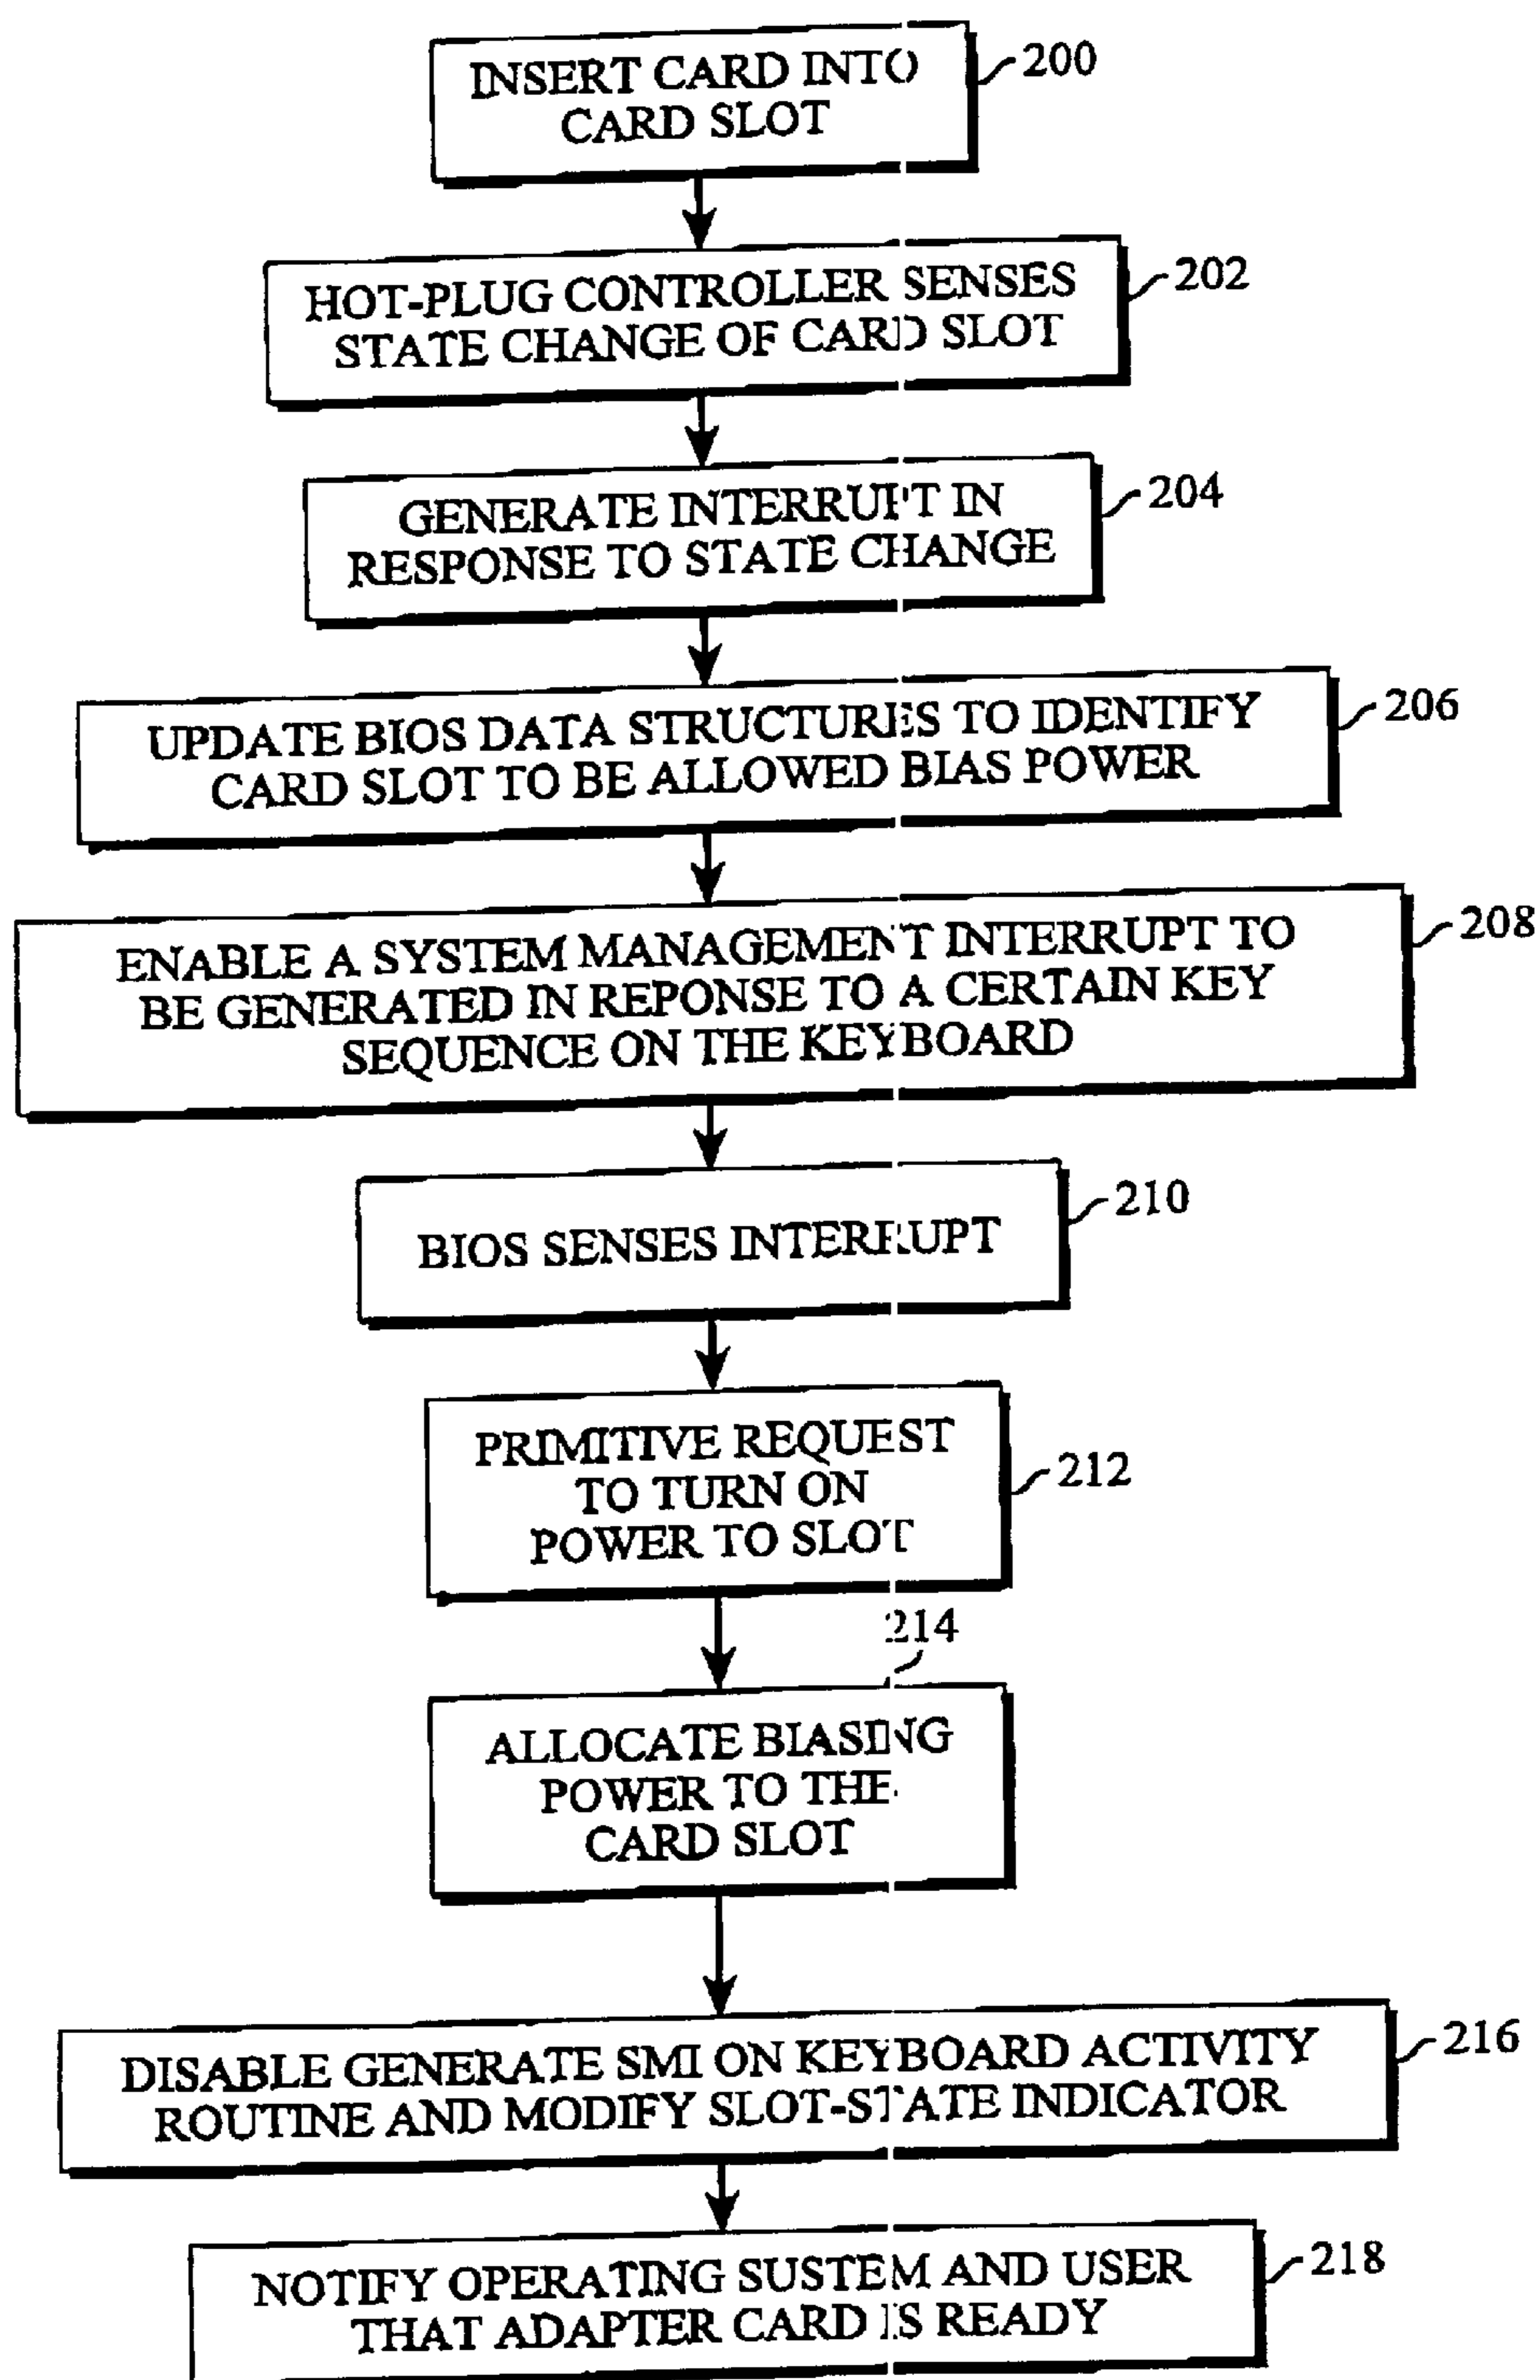 INSERT CARD INTO
CARD SLOT
200
HOT-PLUG CONTROLLER SENSES
STATE CHANGE OF CARD SLOT
202
GENERATE INTERRUPT IN
RESPONSE TO STATE CHANGE
204
UPDATE BIOS DATA STRUCTURES TO IDENTIFY
CARD SLOT TO BE ALLOWED BIAS POWER
206
ENABLE A SYSTEM MANAGEMENT INTERRUPT TO
BE GENERATED IN REPONSE TO A CERTAIN KEY
SEQUENCE ON THE KEYBOARD
208
BIOS SENSES INTERRUPT
210
PRIMITIVE REQUEST
TO TURN ON
POWER TO SLOT
212
214
ALLOCATE BIASING
POWER TO THE
CARD SLOT
DISABLE GENERATE SMI ON KEYBOARD ACTIVITY
ROUTINE AND MODIFY SLOT-STATE INDICATOR
216
NOTIFY OPERATING SUSTEM AND USER
THAT ADAPTER CARD IS READY
218